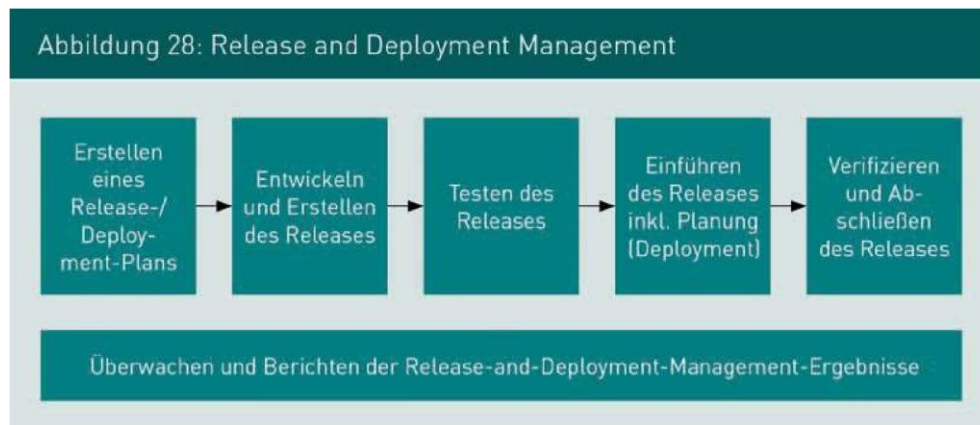 Abbildung 28: Release and Deployment Management
Erstellen
eines
Release-/
Deploy-
ment-Plans
Entwickeln
und Erstellen
des Releases
Testen des
Releases
Einführen
des Releases
inkl. Planung
(Deployment)
Verifizieren
und Ab-
schließen
des Releases
Überwachen und Berichten der Release-and-Deployment-Management-Ergebnisse